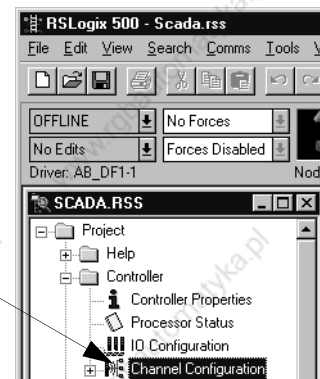 RSLogix 500 - Scada.rss
File Edit View Search Comms Tools
OFFLINE No Forces
No Edits Forces Disabled
Driver: AB_DF1-1 Nod
SCADA.RSS
Project
Help
Controller
Controller Properties
Processor Status
IO Configuration
Channel Configuration